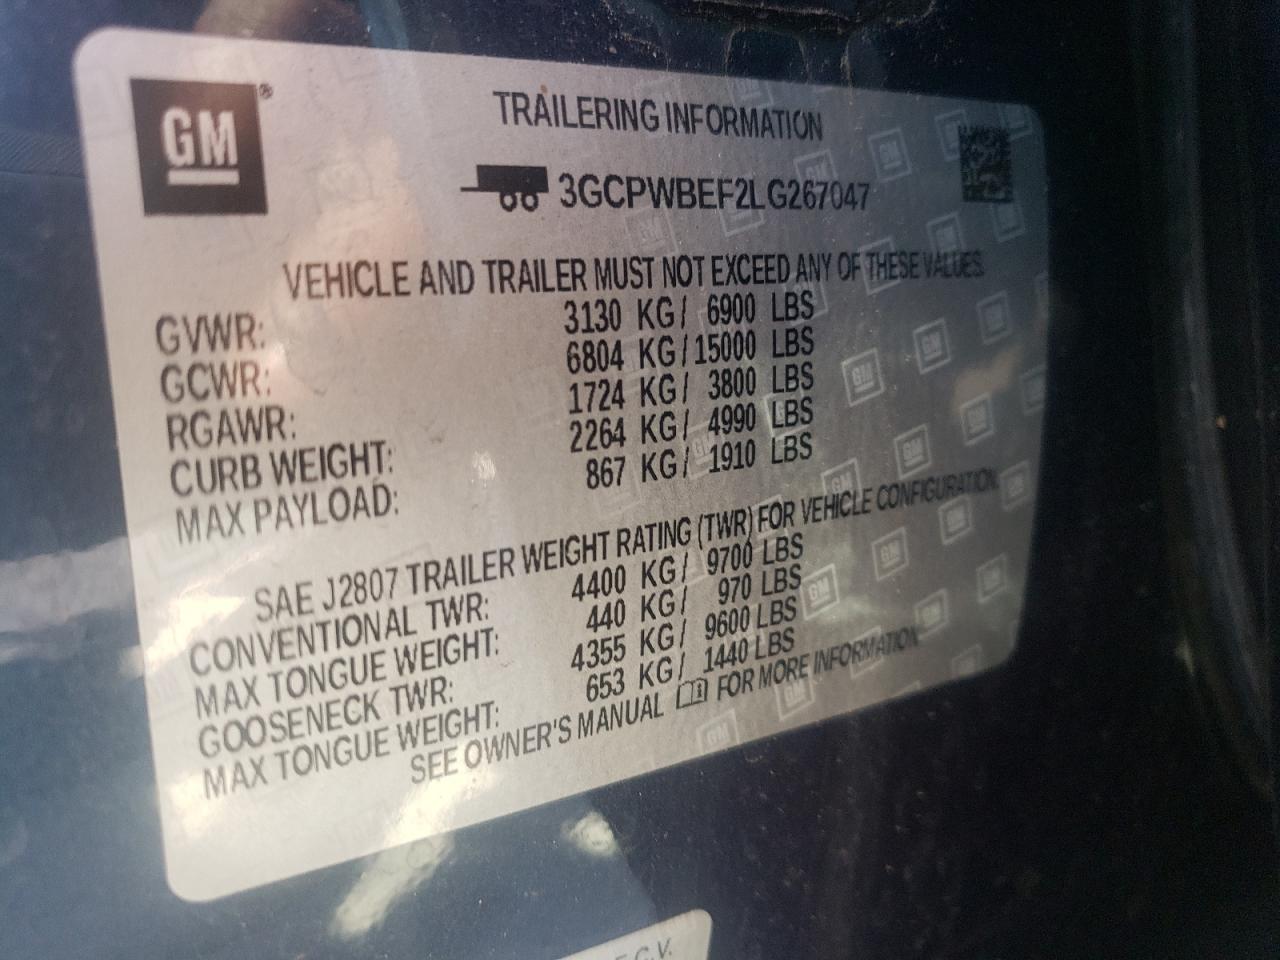 GM®
TRAILERING INFORMATION
3GCPWBEF2LG267047
VEHICLE AND TRAILER MUST NOT EXCEED ANY OF THESE VALUES.
GVWR: 3130 KG/ 6900 LBS
GCWR: 6804 KG/15000 LBS
RGAWR: 1724 KG/ 3800 LBS
CURB WEIGHT: 2264 KG/ 4990 LBS
MAX PAYLOAD: 867 KG/ 1910 LBS
SAE J2807 TRAILER WEIGHT RATING (TWR) FOR VEHICLE CONFIGURATION.
CONVENTIONAL TWR: 4400 KG/ 9700 LBS
MAX TONGUE WEIGHT: 440 KG/ 970 LBS
GOOSENECK TWR: 4355 KG/ 9600 LBS
MAX TONGUE WEIGHT: 653 KG/ 1440 LBS
SEE OWNER'S MANUAL FOR MORE INFORMATION
C.V.